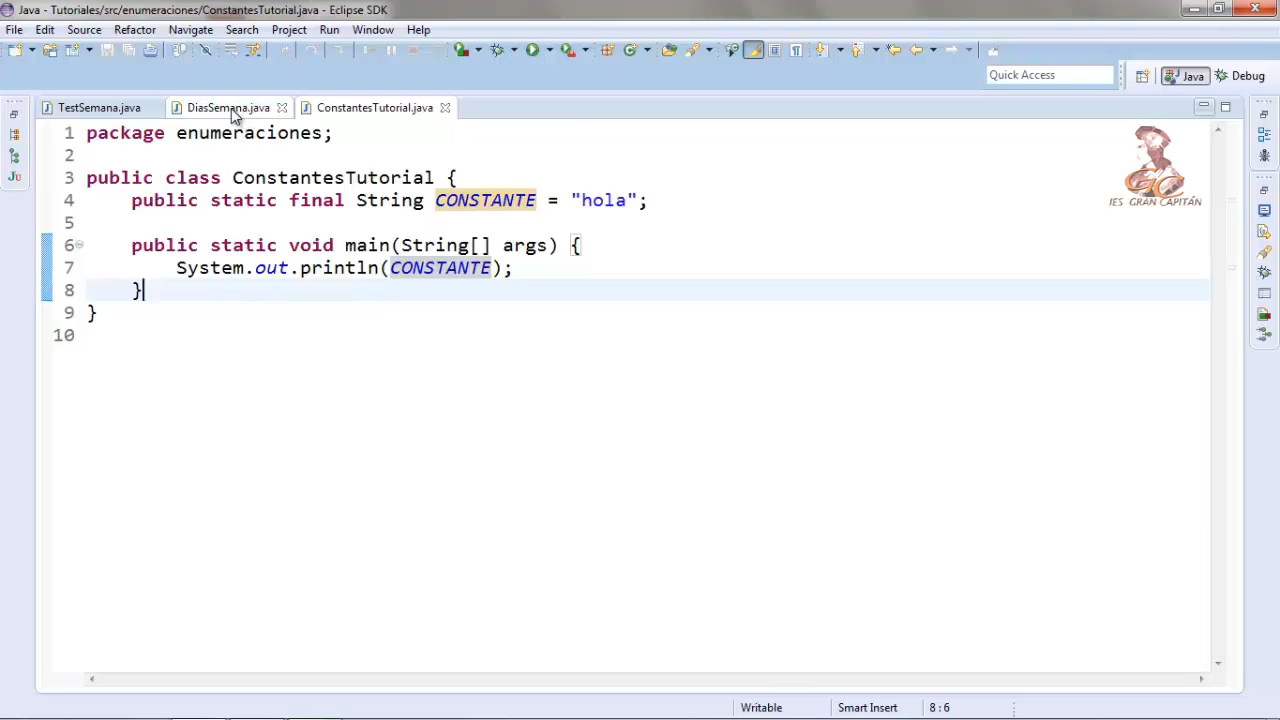 Java - Tutoriales/src/enumeraciones/ConstantesTutorial.java - Eclipse SDK
File Edit Source Refactor Navigate Search Project Run Window Help
Quick Access
Java
Debug
TestSemana.java
DiasSemana.java
ConstantesTutorial.java
1 package enumeraciones;
2
3 public class ConstantesTutorial {
4 public static final String CONSTANTE = "hola";
5
6 public static void main(String[] args) {
7 System.out.println(CONSTANTE);
8 }
9 }
10
GC
IES GRAN CAPITÁN
Ju
Writable
Smart Insert
8 : 6